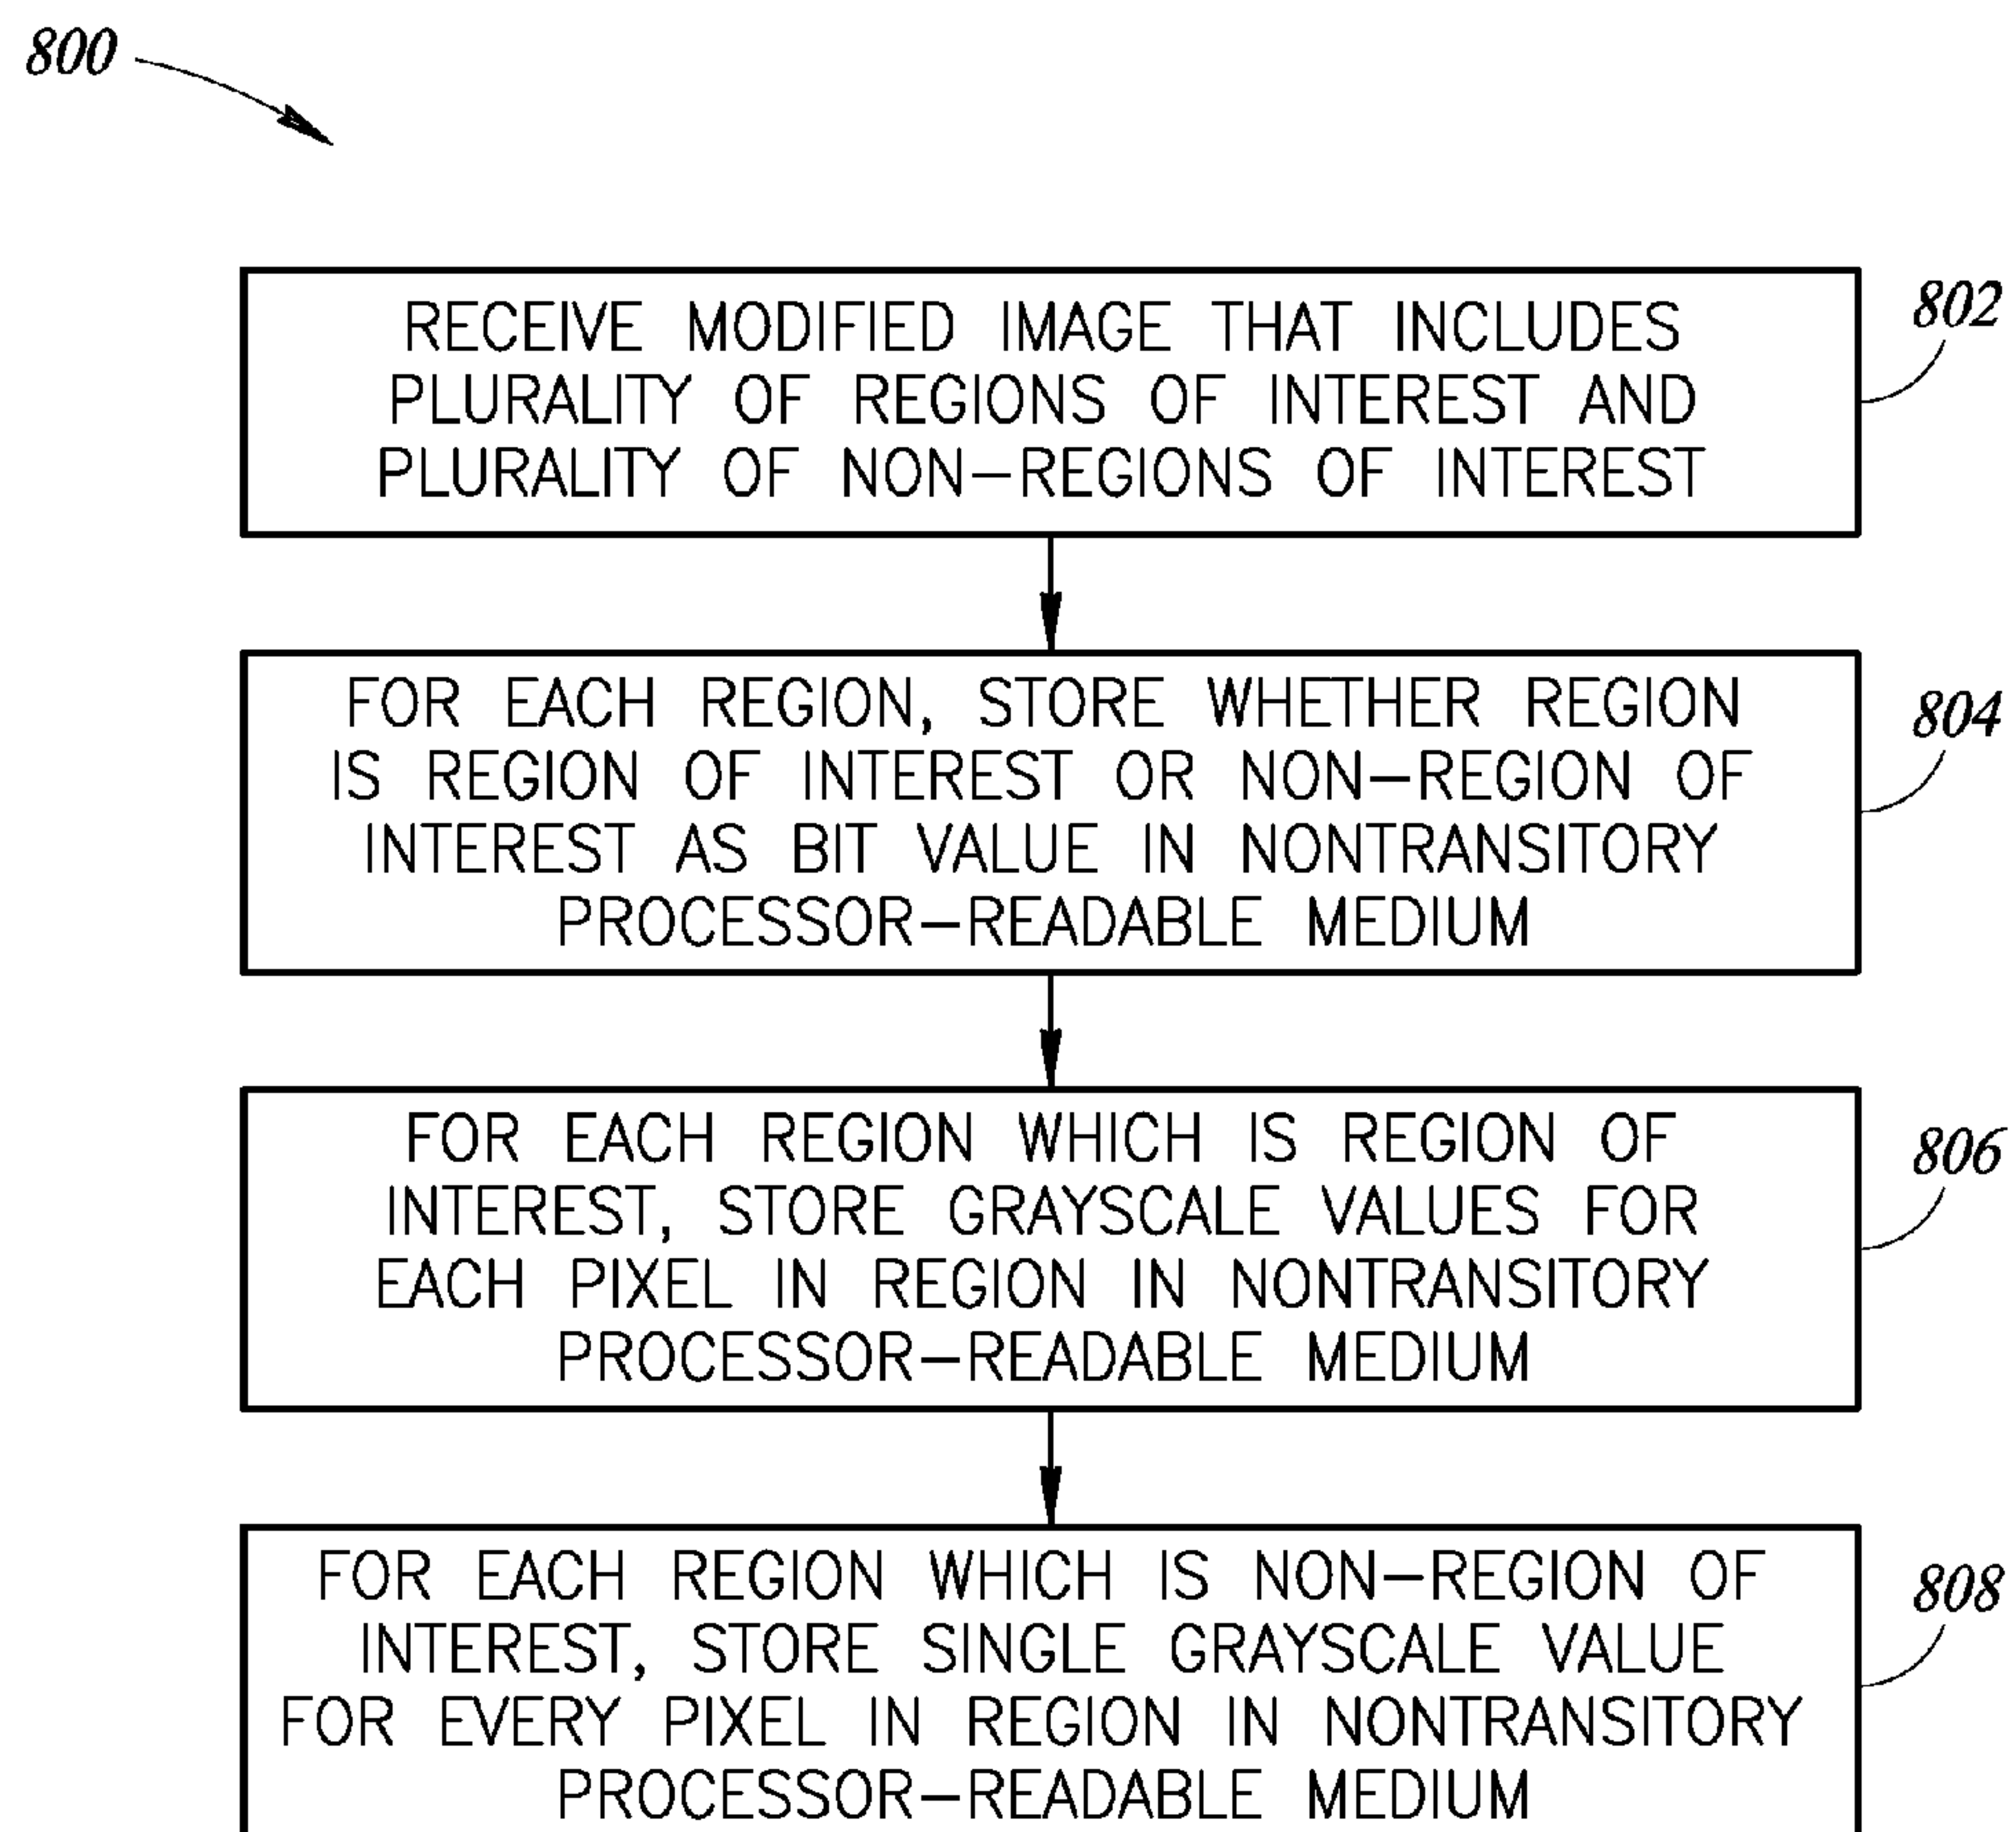 800
RECEIVE MODIFIED IMAGE THAT INCLUDES
PLURALITY OF REGIONS OF INTEREST AND
PLURALITY OF NON-REGIONS OF INTEREST
802
FOR EACH REGION, STORE WHETHER REGION
IS REGION OF INTEREST OR NON-REGION OF
INTEREST AS BIT VALUE IN NONTRANSITORY
PROCESSOR-READABLE MEDIUM
804
FOR EACH REGION WHICH IS REGION OF
INTEREST, STORE GRAYSCALE VALUES FOR
EACH PIXEL IN REGION IN NONTRANSITORY
PROCESSOR-READABLE MEDIUM
806
FOR EACH REGION WHICH IS NON-REGION OF
INTEREST, STORE SINGLE GRAYSCALE VALUE
FOR EVERY PIXEL IN REGION IN NONTRANSITORY
PROCESSOR-READABLE MEDIUM
808